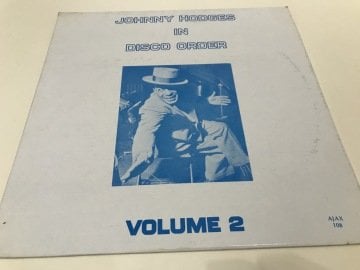 JOHNNY HODGES
IN
DISCO ORDER
VOLUME 2
AJAX
108